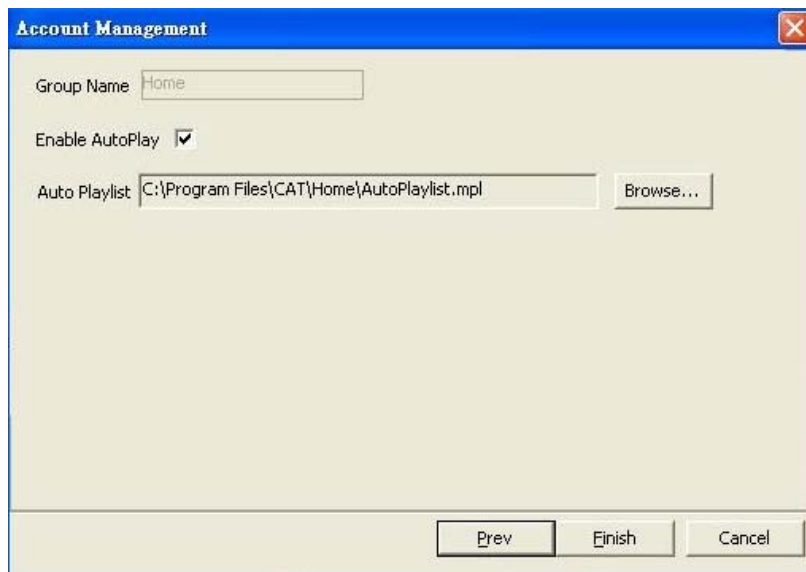 Account Management
Group Name Home
Enable AutoPlay
Auto Playlist C:\Program Files\CAT\Home\AutoPlaylist.mpl Browse...
Prev Finish Cancel